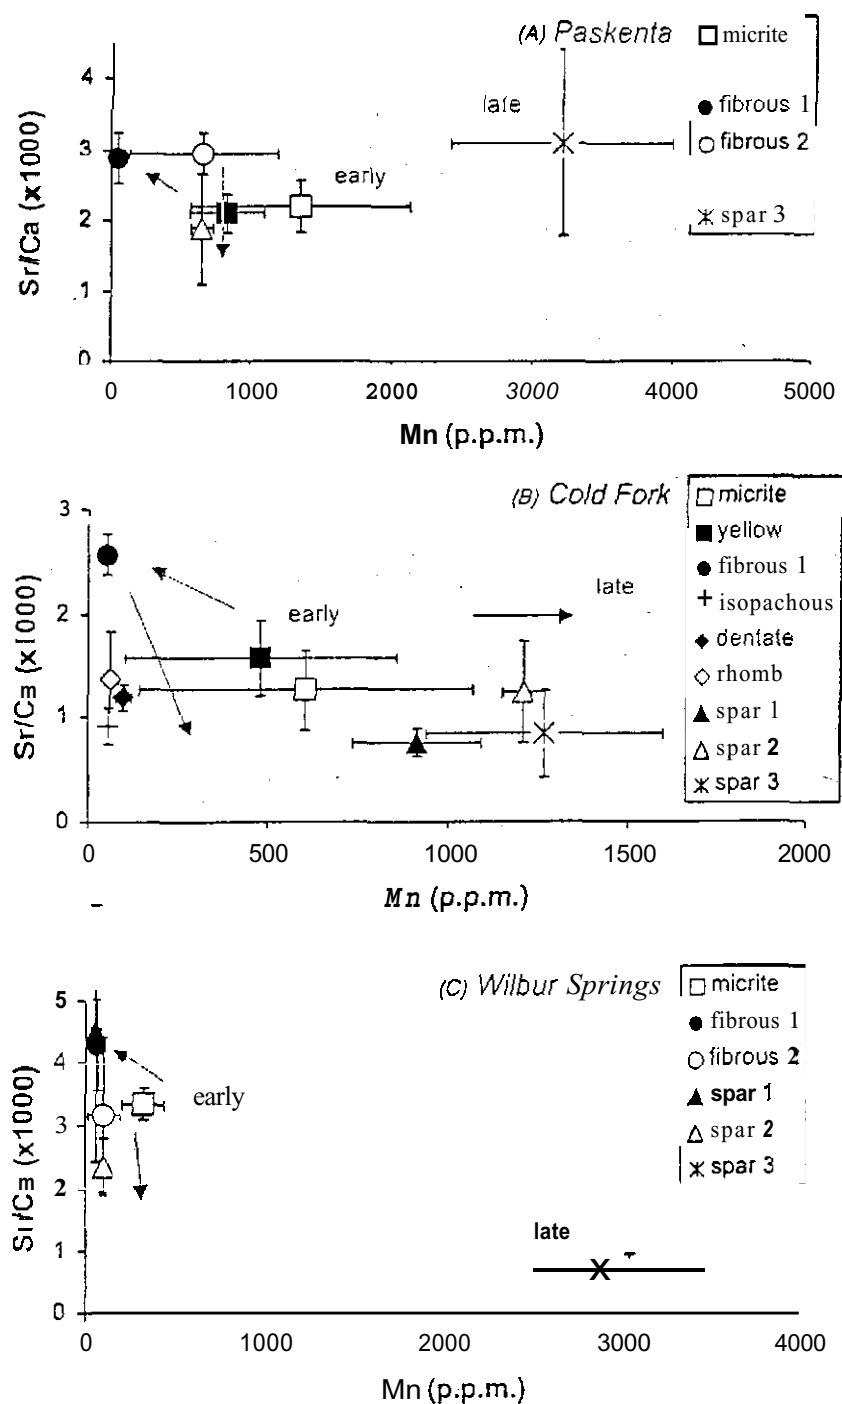 (A) Paskenta
micrite
fibrous 1
fibrous 2
spar 3
late
early
4
3
2
1
0
Sr/Ca (x1000)
0 1000 2000 3000 4000 5000
Mn (p.p.m.)
(B) Cold Fork
micrite
yellow
fibrous 1
isopachous
dentate
rhomb
spar 1
spar 2
spar 3
early
late
3
2
1
0
Sr/Ca (x1000)
0 500 1000 1500 2000
Mn (p.p.m.)
(C) Wilbur Springs
micrite
fibrous 1
fibrous 2
spar 1
spar 2
spar 3
early
late
5
4
3
2
1
0
Sr/Ca (x1000)
0 1000 2000 3000 4000
Mn (p.p.m.)